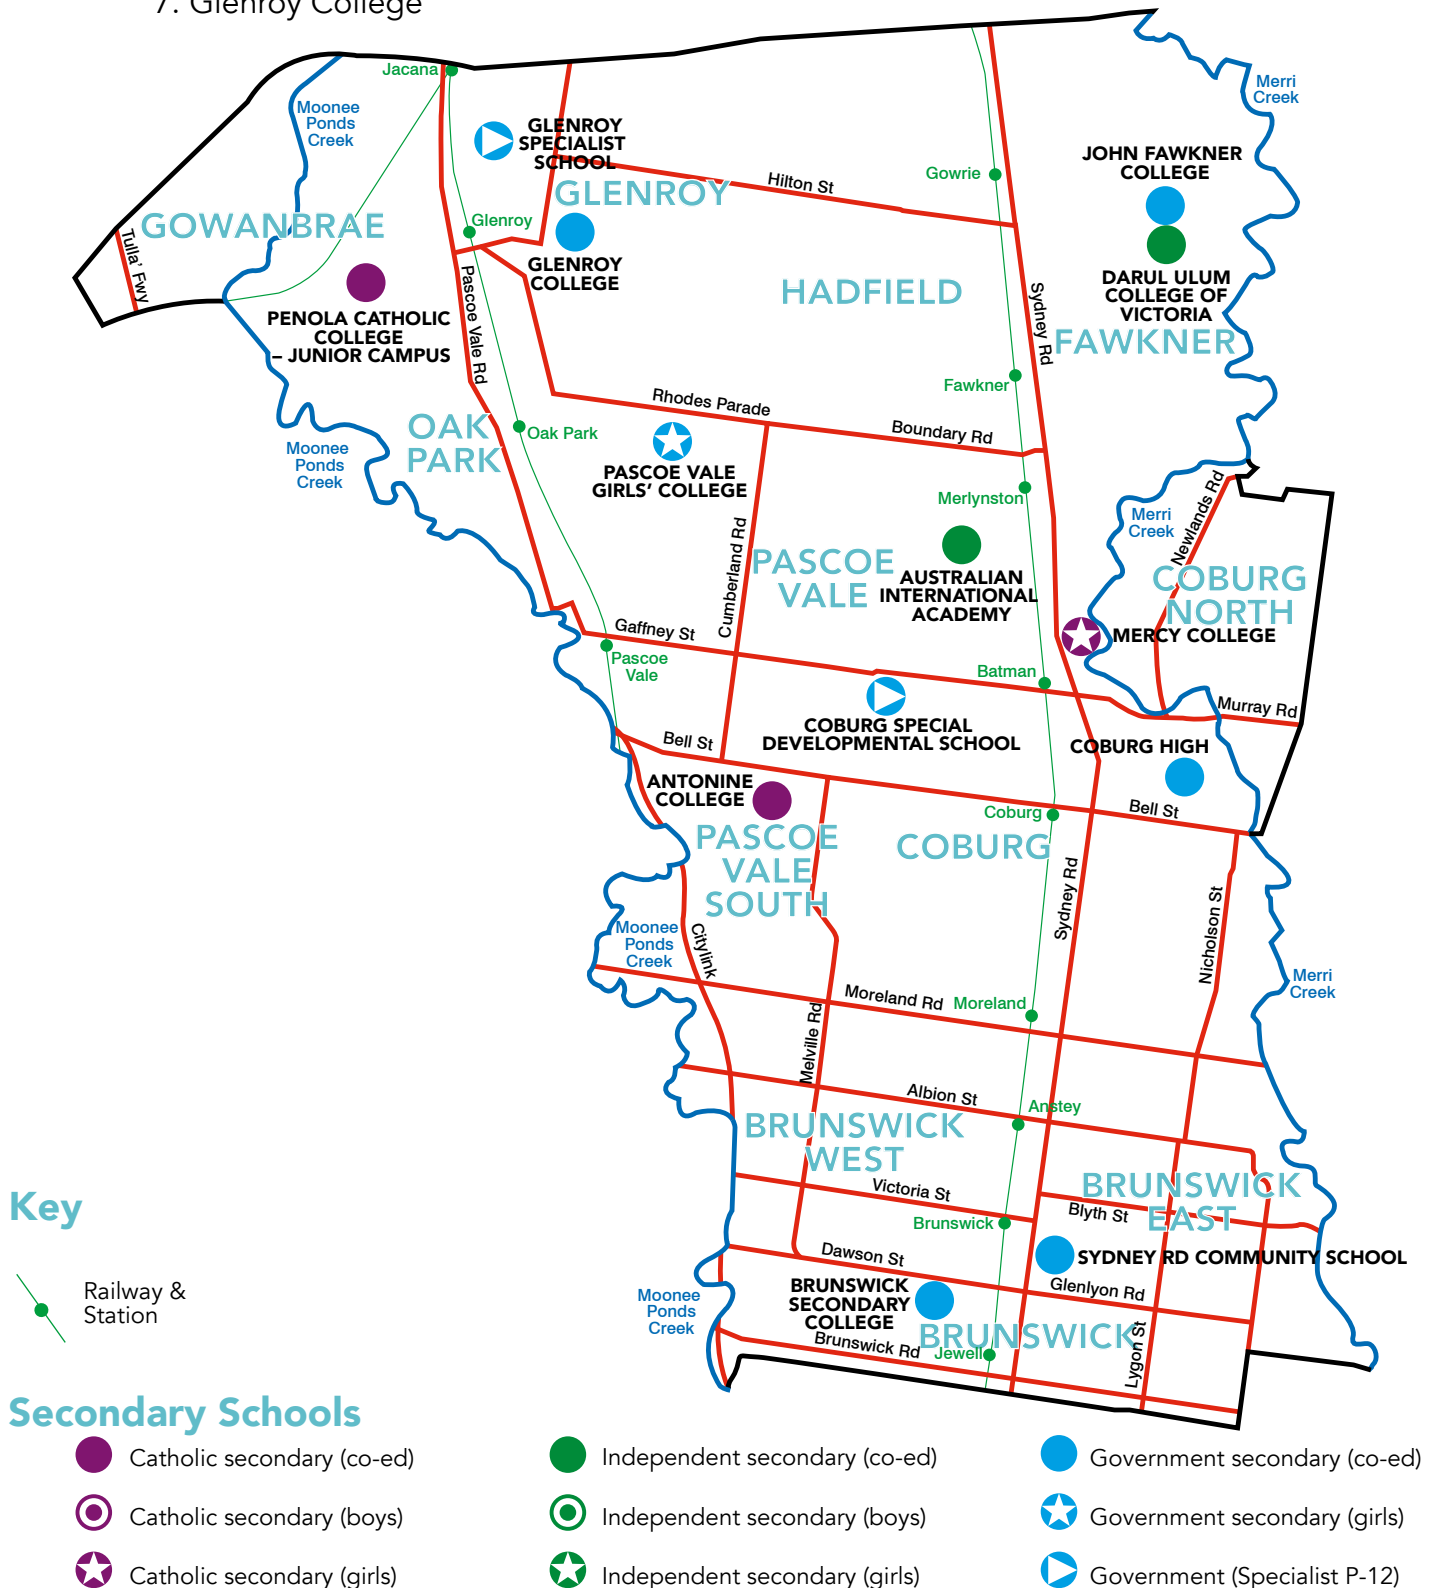 7. Glenroy College
Jacana
Moonee
Ponds
Creek
Merri
Creek
GLENROY
SPECIALIST
SCHOOL
JOHN FAWKNER
COLLEGE
Gowrie
Hilton St
GLENROY
GOWANBRAE
Glenroy
Tulla' Fwy
GLENROY
COLLEGE
DARUL ULUM
COLLEGE OF
VICTORIA
HADFIELD
Pascoe Vale Rd
Sydney Rd
PENOLA CATHOLIC
COLLEGE
– JUNIOR CAMPUS
FAWKNER
Fawkner
Rhodes Parade
OAK
PARK
Oak Park
Boundary Rd
Moonee
Ponds
Creek
PASCOE VALE
GIRLS' COLLEGE
Merlynston
Newlands Rd
Merri
Creek
Cumberland Rd
PASCOE
VALE
AUSTRALIAN
INTERNATIONAL
ACADEMY
COBURG
NORTH
Gaffney St
MERCY COLLEGE
Pascoe
Vale
Batman
Murray Rd
COBURG SPECIAL
DEVELOPMENTAL SCHOOL
Bell St
COBURG HIGH
ANTONINE
COLLEGE
Bell St
Coburg
PASCOE
VALE
SOUTH
COBURG
Sydney Rd
Nicholson St
Moonee
Ponds
Creek
Citylink
Merri
Creek
Moreland Rd
Moreland
Melville Rd
Albion St
Anstey
BRUNSWICK
WEST
Victoria St
BRUNSWICK
EAST
Blyth St
Brunswick
Key
Dawson St
SYDNEY RD COMMUNITY SCHOOL
Railway &
Station
Moonee
Ponds
Creek
BRUNSWICK
SECONDARY
COLLEGE
Glenlyon Rd
BRUNSWICK
Brunswick Rd
Jewell
Lygon St
Secondary Schools
Catholic secondary (co-ed)
Independent secondary (co-ed)
Government secondary (co-ed)
Catholic secondary (boys)
Independent secondary (boys)
Government secondary (girls)
Catholic secondary (girls)
Independent secondary (girls)
Government (Specialist P-12)